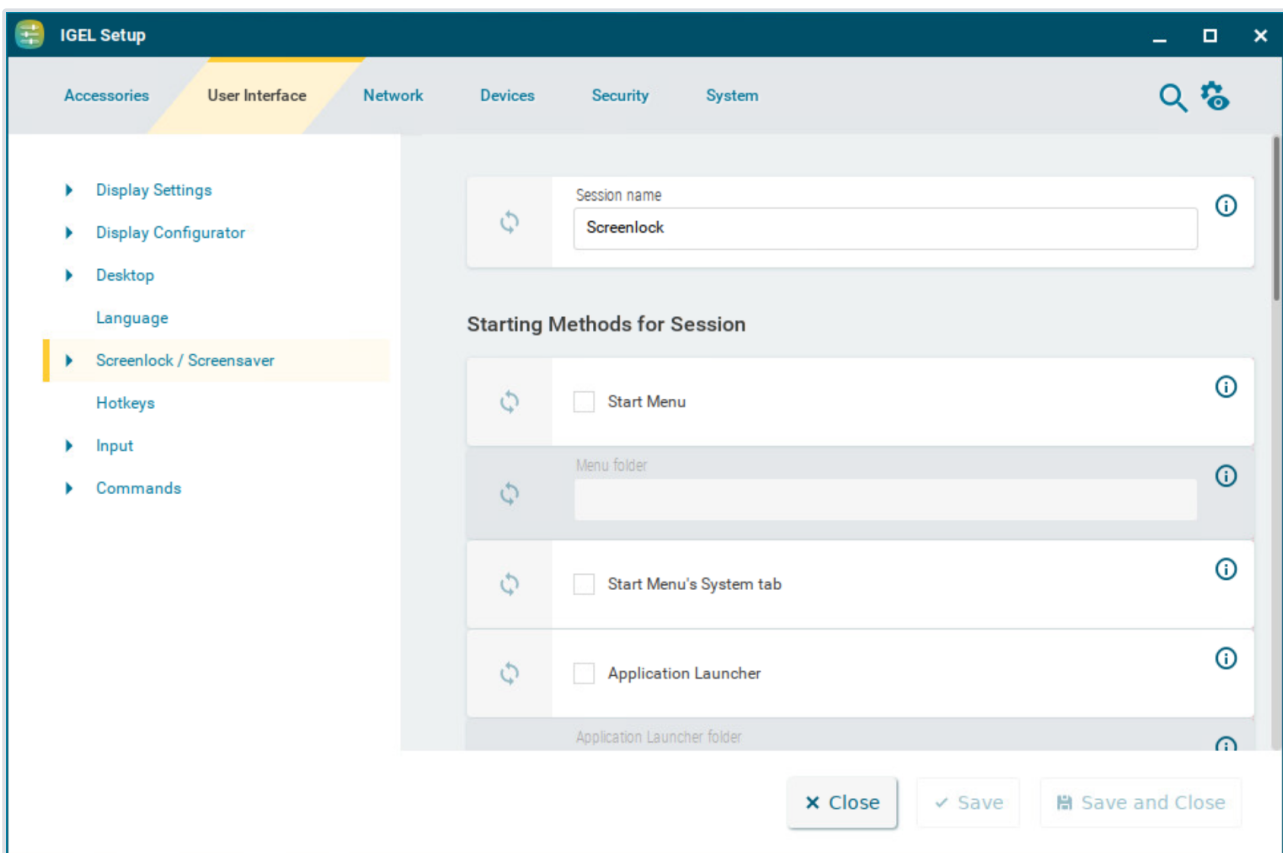 IGEL Setup
Accessories
User Interface
Network
Devices
Security
System
Display Settings
Display Configurator
Desktop
Language
Screenlock / Screensaver
Hotkeys
Input
Commands
Session name
Screenlock
Starting Methods for Session
Start Menu
Menu folder
Start Menu's System tab
Application Launcher
Application Launcher folder
Close
Save
Save and Close